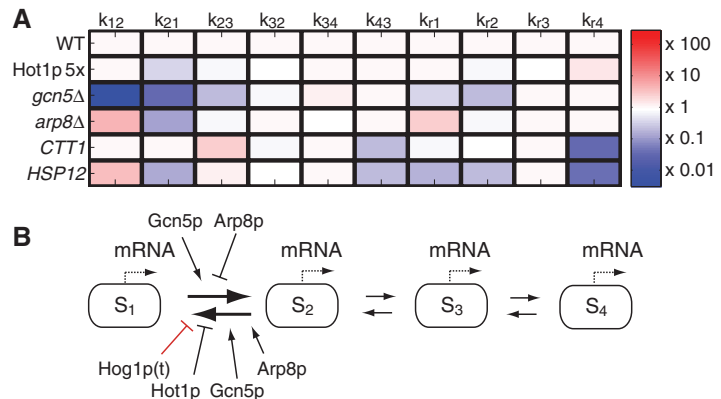 A
k12 k21 k23 k32 k34 k43 kr1 kr2 kr3 kr4
WT
Hot1p 5x
gcn5Δ
arp8Δ
CTT1
HSP12
x 100
x 10
x 1
x 0.1
x 0.01
B
Gcn5p Arp8p
mRNA mRNA mRNA mRNA
S1 S2 S3 S4
Hog1p(t) Arp8p
Hot1p Gcn5p